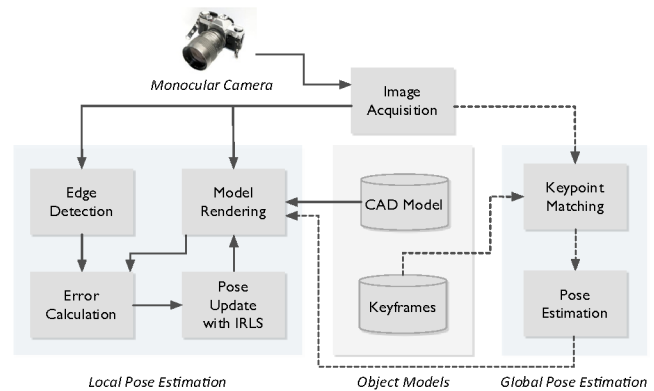 Monocular Camera
Image
Acquisition
Edge
Detection
Model
Rendering
CAD Model
Keypoint
Matching
Error
Calculation
Pose
Update
with IRLS
Keyframes
Pose
Estimation
Local Pose Estimation
Object Models
Global Pose Estimation